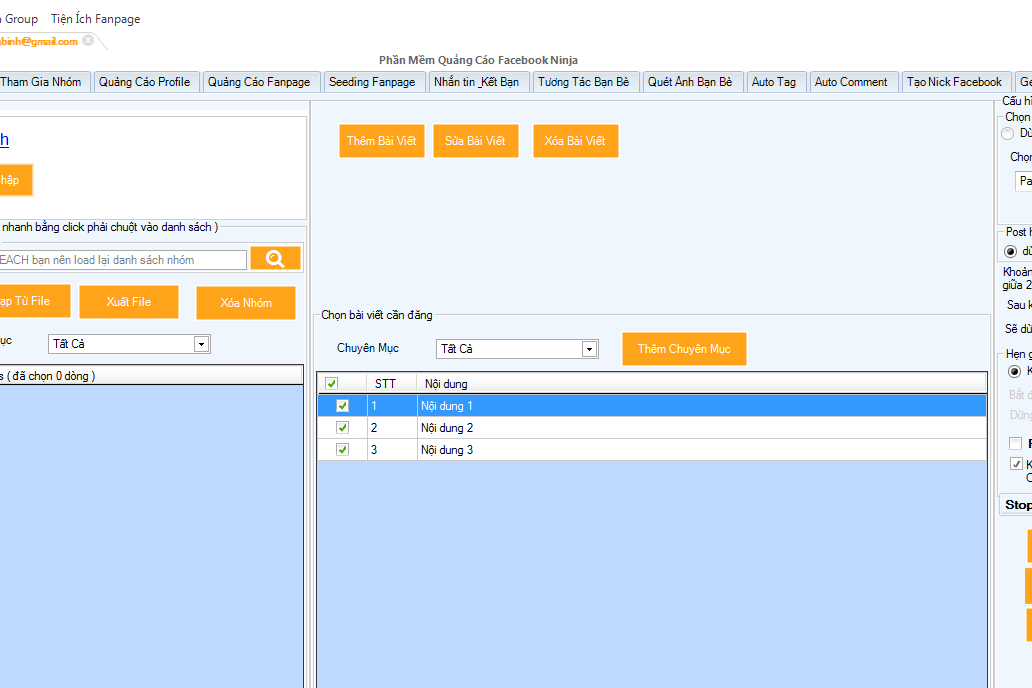 Group Tiện Ích Fanpage
binh@gmail.com
Phần Mềm Quảng Cáo Facebook Ninja
Tham Gia Nhóm Quảng Cáo Profile Quảng Cáo Fanpage Seeding Fanpage Nhắn tin _Kết Bạn Tương Tác Bạn Bè Quét Ảnh Bạn Bè Auto Tag Auto Comment Tạo Nick Facebook Ge
Cấu hì
Chọn
Thêm Bài Viết Sửa Bài Viết Xóa Bài Viết
h
Dù
Chọn
hập
Pa
nhanh bằng click phải chuột vào danh sách )
Post h
EACH bạn nên load lại danh sách nhóm
dù
Khoản
giữa 2
ạp Từ File Xuất File Xóa Nhóm
Sau k
Chọn bài viết cần đăng
Sẽ dù
ục Tất Cả
Chuyên Mục Tất Cả Thêm Chuyên Mục
Hẹn g
K
s ( đã chọn 0 dòng )
STT Nội dung
Bắt đ
1 Nội dung 1
Dừng
2 Nội dung 2
3 Nội dung 3
K
Stop